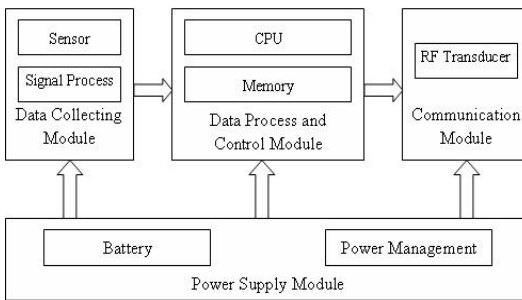 Sensor
Signal Process
Data Collecting
Module
CPU
Memory
Data Process and
Control Module
RF Transducer
Communication
Module
Battery
Power Management
Power Supply Module